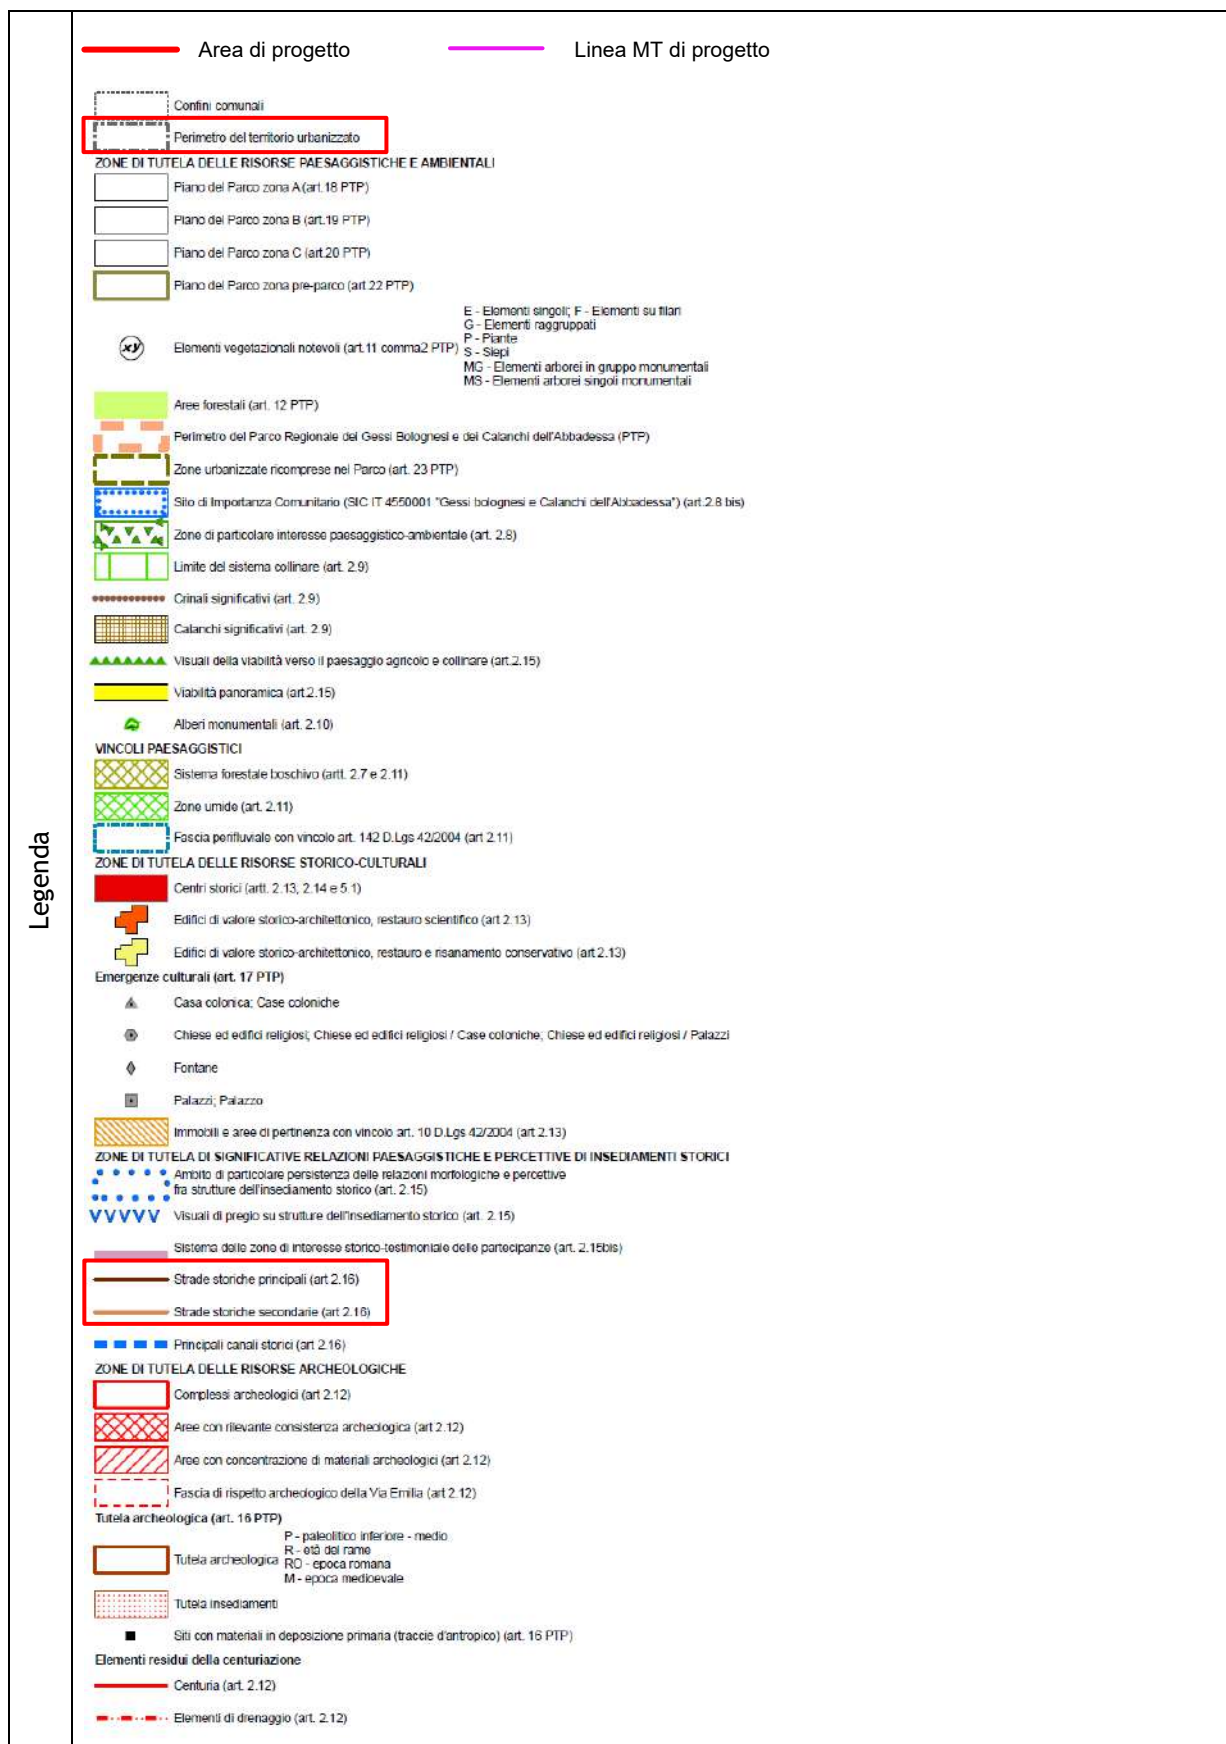 Legenda
Area di progetto
Linea MT di progetto
Confini comunali
Perimetro del territorio urbanizzato
ZONE DI TUTELA DELLE RISORSE PAESAGGISTICHE E AMBIENTALI
Piano del Parco zona A (art.18 PTP)
Piano del Parco zona B (art.19 PTP)
Piano del Parco zona C (art.20 PTP)
Piano del Parco zona pre-parco (art.22 PTP)
xy
Elementi vegetazionali notevoli (art.11 comma2 PTP)
E - Elementi singoli; F - Elementi su filari
G - Elementi raggruppati
P - Piante
S - Siepi
MG - Elementi arborei in gruppo monumentali
MS - Elementi arborei singoli monumentali
Aree forestali (art. 12 PTP)
Perimetro del Parco Regionale dei Gessi Bolognesi e dei Calanchi dell'Abbadessa (PTP)
Zone urbanizzate ricomprese nel Parco (art. 23 PTP)
Sito di Importanza Comunitario (SIC IT 4550001 "Gessi bolognesi e Calanchi dell'Abbadessa") (art.2.8 bis)
Zone di particolare interesse paesaggistico-ambientale (art. 2.8)
Limite del sistema collinare (art. 2.9)
Crinali significativi (art. 2.9)
Calanchi significativi (art. 2.9)
Visuali della viabilità verso il paesaggio agricolo e collinare (art.2.15)
Viabilità panoramica (art.2.15)
Alberi monumentali (art. 2.10)
VINCOLI PAESAGGISTICI
Sistema forestale boschivo (artt. 2.7 e 2.11)
Zone umide (art. 2.11)
Fascia perifluviale con vincolo art. 142 D.Lgs 42/2004 (art 2.11)
ZONE DI TUTELA DELLE RISORSE STORICO-CULTURALI
Centri storici (artt. 2.13, 2.14 e 5.1)
Edifici di valore storico-architettonico, restauro scientifico (art 2.13)
Edifici di valore storico-architettonico, restauro e risanamento conservativo (art 2.13)
Emergenze culturali (art. 17 PTP)
Casa colonica; Case coloniche
Chiese ed edifici religiosi; Chiese ed edifici religiosi / Case coloniche; Chiese ed edifici religiosi / Palazzi
Fontane
Palazzi; Palazzo
Immobili e aree di pertinenza con vincolo art. 10 D.Lgs 42/2004 (art 2.13)
ZONE DI TUTELA DI SIGNIFICATIVE RELAZIONI PAESAGGISTICHE E PERCETTIVE DI INSEDIAMENTI STORICI
Ambito di particolare persistenza delle relazioni morfologiche e percettive
fra strutture dell'insediamento storico (art. 2.15)
Visuali di pregio su strutture dell'insediamento storico (art. 2.15)
Sistema delle zone di interesse storico-testimoniale delle partecipanze (art. 2.15bis)
Strade storiche principali (art 2.16)
Strade storiche secondarie (art 2.16)
Principali canali storici (art 2.16)
ZONE DI TUTELA DELLE RISORSE ARCHEOLOGICHE
Complessi archeologici (art 2.12)
Aree con rilevante consistenza archeologica (art 2.12)
Aree con concentrazione di materiali archeologici (art 2.12)
Fascia di rispetto archeologico della Via Emilia (art 2.12)
Tutela archeologica (art. 16 PTP)
Tutela archeologica
P - paleolitico inferiore - medio
R - età del rame
RO - epoca romana
M - epoca medioevale
Tutela insediamenti
Siti con materiali in deposizione primaria (traccie d'antropico) (art. 16 PTP)
Elementi residui della centuriazione
Centuria (art. 2.12)
Elementi di drenaggio (art. 2.12)